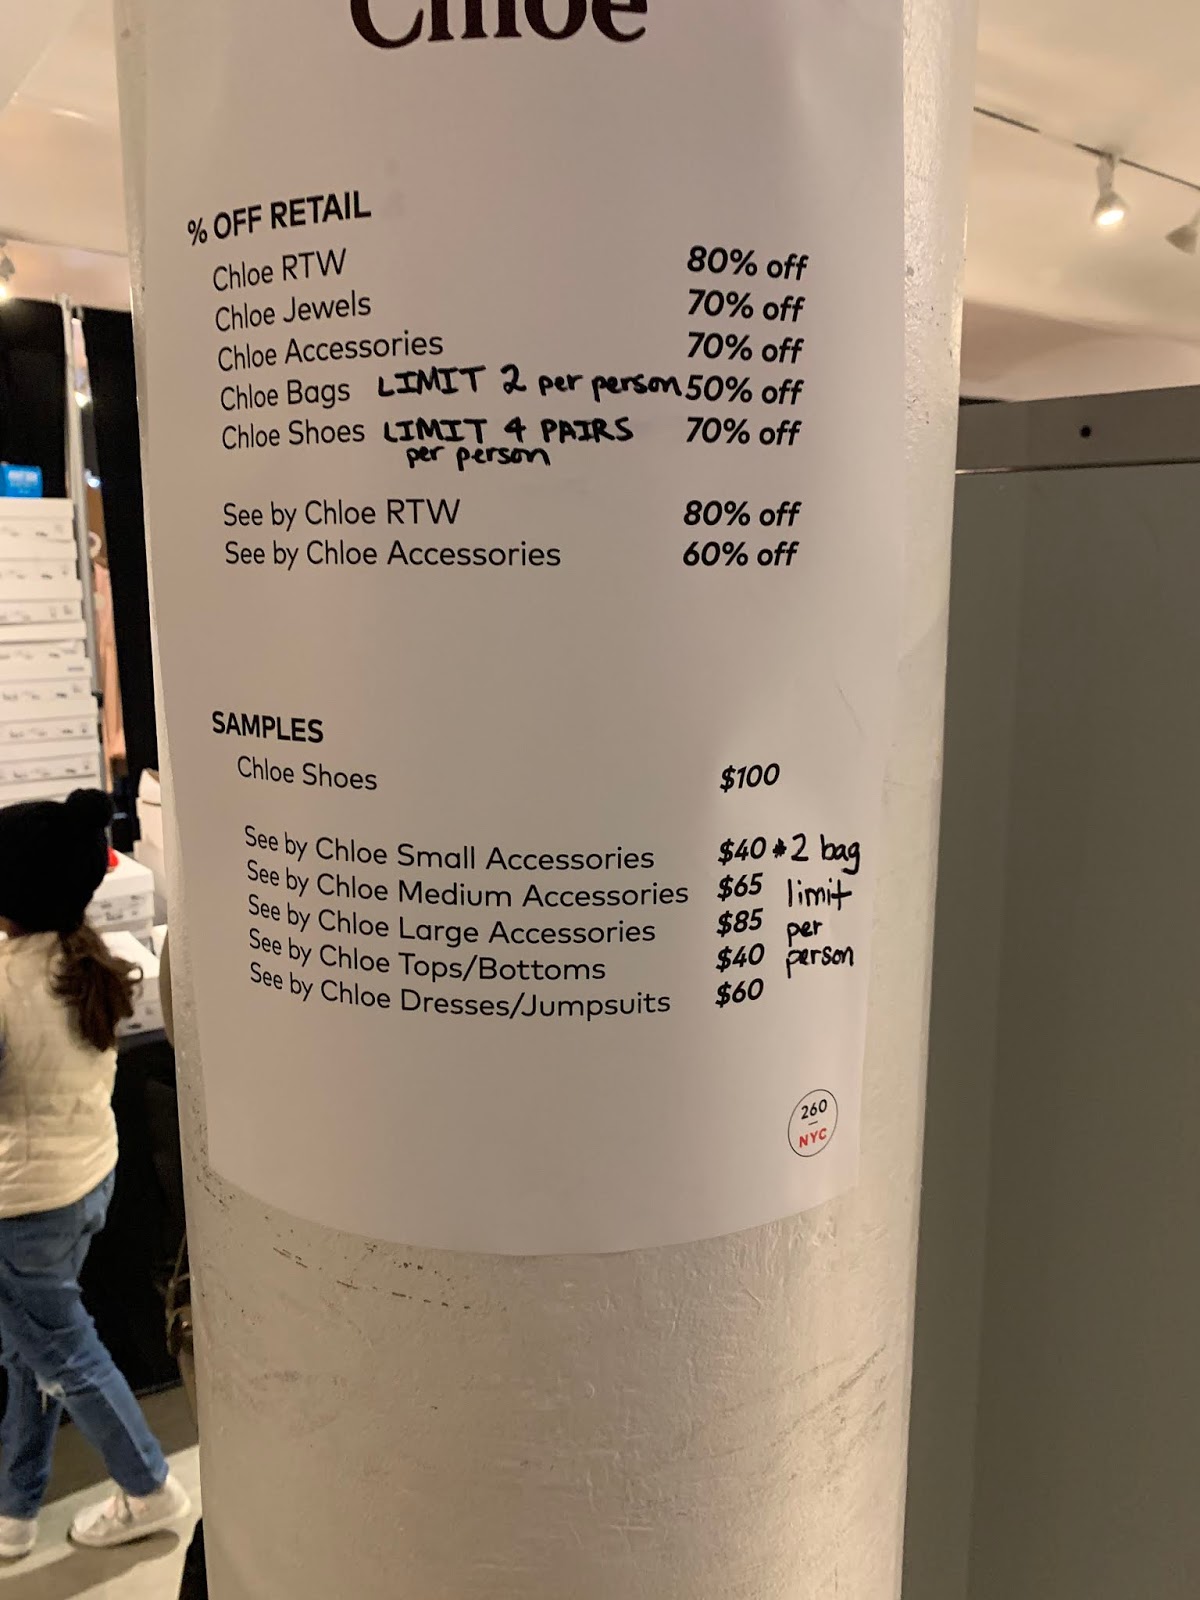 Chloé
% OFF RETAIL
Chloe RTW 80% off
Chloe Jewels 70% off
Chloe Accessories 70% off
Chloe Bags LIMIT 2 per person 50% off
Chloe Shoes LIMIT 4 PAIRS 70% off
per person
See by Chloe RTW 80% off
See by Chloe Accessories 60% off
SAMPLES
Chloe Shoes $100
See by Chloe Small Accessories $40 * 2 bag
See by Chloe Medium Accessories $65 limit
See by Chloe Large Accessories $85 per
See by Chloe Tops/Bottoms $40 person
See by Chloe Dresses/Jumpsuits $60
260
NYC